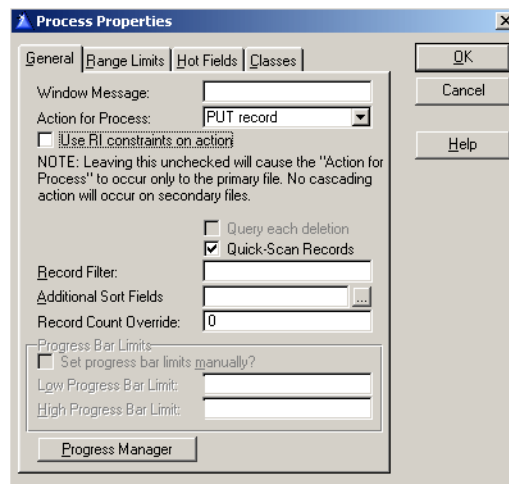 Process Properties
General
Range Limits
Hot Fields
Classes
OK
Cancel
Help
Window Message:
Action for Process: PUT record
Use RI constraints on action
NOTE: Leaving this unchecked will cause the "Action for
Process" to occur only to the primary file. No cascading
action will occur on secondary files.
Query each deletion
Quick-Scan Records
Record Filter:
Additional Sort Fields ...
Record Count Override: 0
Progress Bar Limits
Set progress bar limits manually?
Low Progress Bar Limit:
High Progress Bar Limit:
Progress Manager